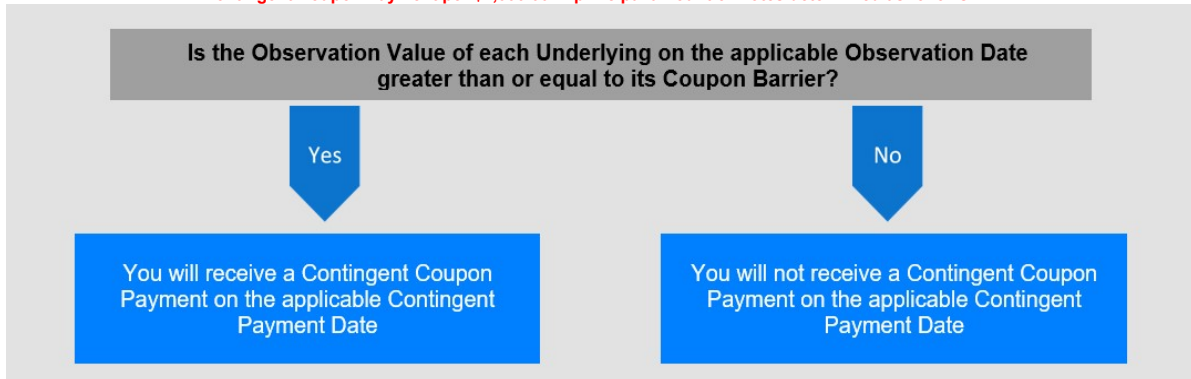 Is the Observation Value of each Underlying on the applicable Observation Date
greater than or equal to its Coupon Barrier?
Yes
No
You will receive a Contingent Coupon
Payment on the applicable Contingent
Payment Date
You will not receive a Contingent Coupon
Payment on the applicable Contingent
Payment Date